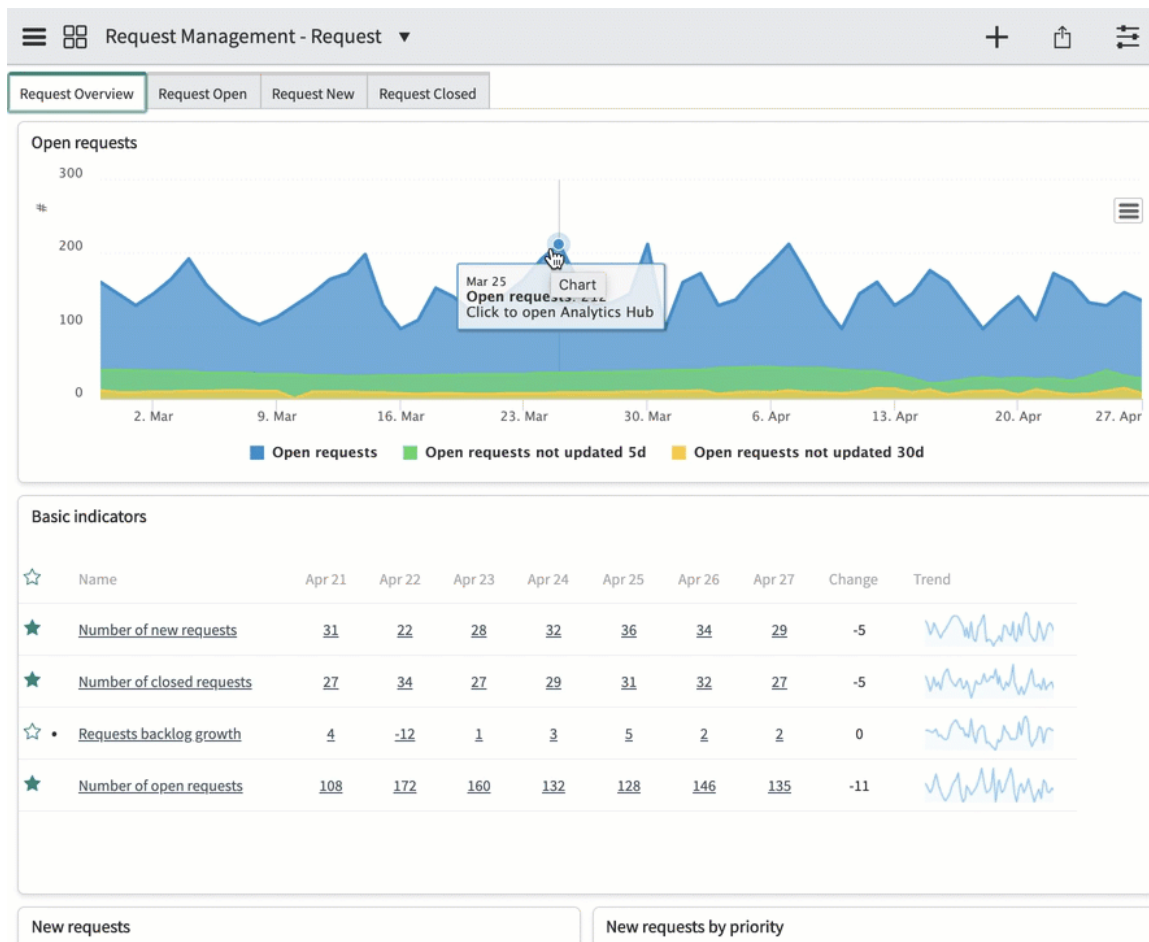 Request Management - Request ▼
Request Overview Request Open Request New Request Closed
Open requests
300
#
200
100
0
Mar 25
Chart
Open requests: 212
Click to open Analytics Hub
2. Mar 9. Mar 16. Mar 23. Mar 30. Mar 6. Apr 13. Apr 20. Apr 27. Apr
Open requests Open requests not updated 5d Open requests not updated 30d
Basic indicators
Name Apr 21 Apr 22 Apr 23 Apr 24 Apr 25 Apr 26 Apr 27 Change Trend
Number of new requests 31 22 28 32 36 34 29 -5
Number of closed requests 27 34 27 29 31 32 27 -5
Requests backlog growth 4 -12 1 3 5 2 2 0
Number of open requests 108 172 160 132 128 146 135 -11
New requests
New requests by priority